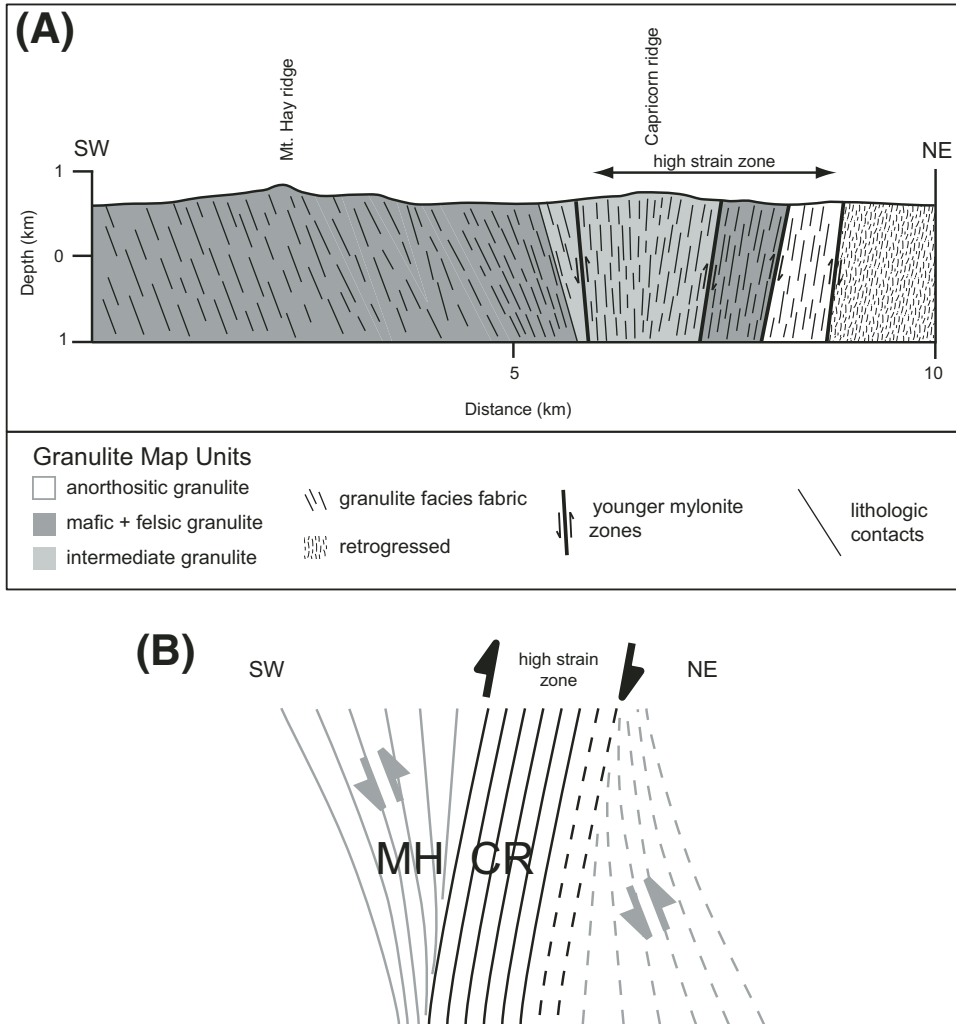 (A)
Mt. Hay ridge
Capricorn ridge
SW
NE
high strain zone
1
0
1
Depth (km)
5
10
Distance (km)
Granulite Map Units
anorthositic granulite
mafic + felsic granulite
intermediate granulite
granulite facies fabric
retrogressed
younger mylonite
zones
lithologic
contacts
(B)
SW
high strain
zone
NE
MH
CR